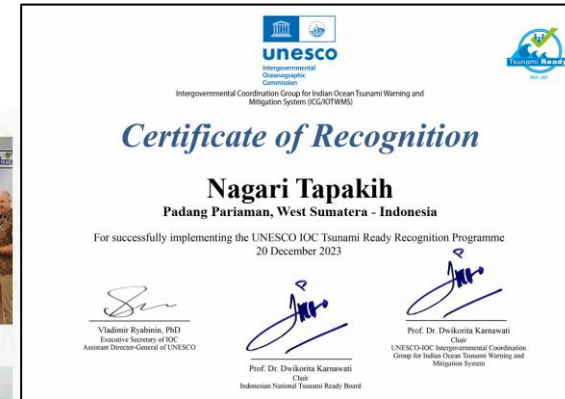 unesco
Intergovernmental
Oceanographic
Commission
Intergovernmental Coordination Group for Indian Ocean Tsunami Warning and
Mitigation System (ICG/IOTWMS)
Tsunami Ready
Certificate of Recognition
Nagari Tapakih
Padang Pariaman, West Sumatera - Indonesia
For successfully implementing the UNESCO IOC Tsunami Ready Recognition Programme
20 December 2023
Vladimir Ryabinin, PhD
Executive Secretary of IOC
Assistant Director-General of UNESCO
Prof. Dr. Dwikorita Karnawati
Chair
Indonesian National Tsunami Ready Board
Prof. Dr. Dwikorita Karnawati
Chair
UNESCO-IOC Intergovernmental Coordination
Group for Indian Ocean Tsunami Warning and
Mitigation System